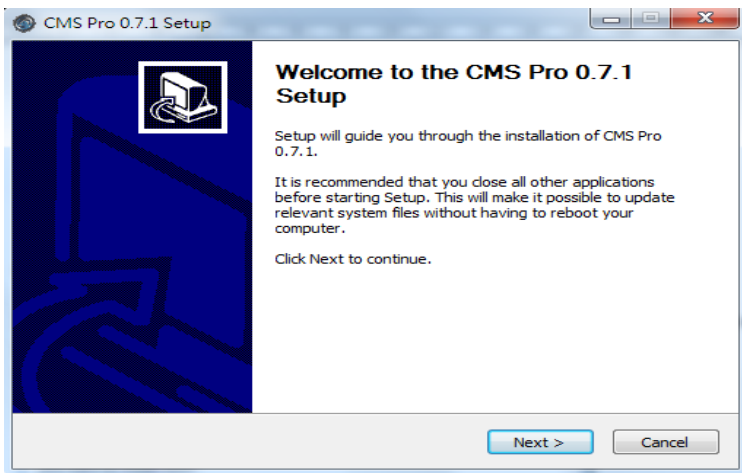 CMS Pro 0.7.1 Setup
Welcome to the CMS Pro 0.7.1
Setup
Setup will guide you through the installation of CMS Pro
0.7.1.
It is recommended that you close all other applications
before starting Setup. This will make it possible to update
relevant system files without having to reboot your
computer.
Click Next to continue.
Next >
Cancel